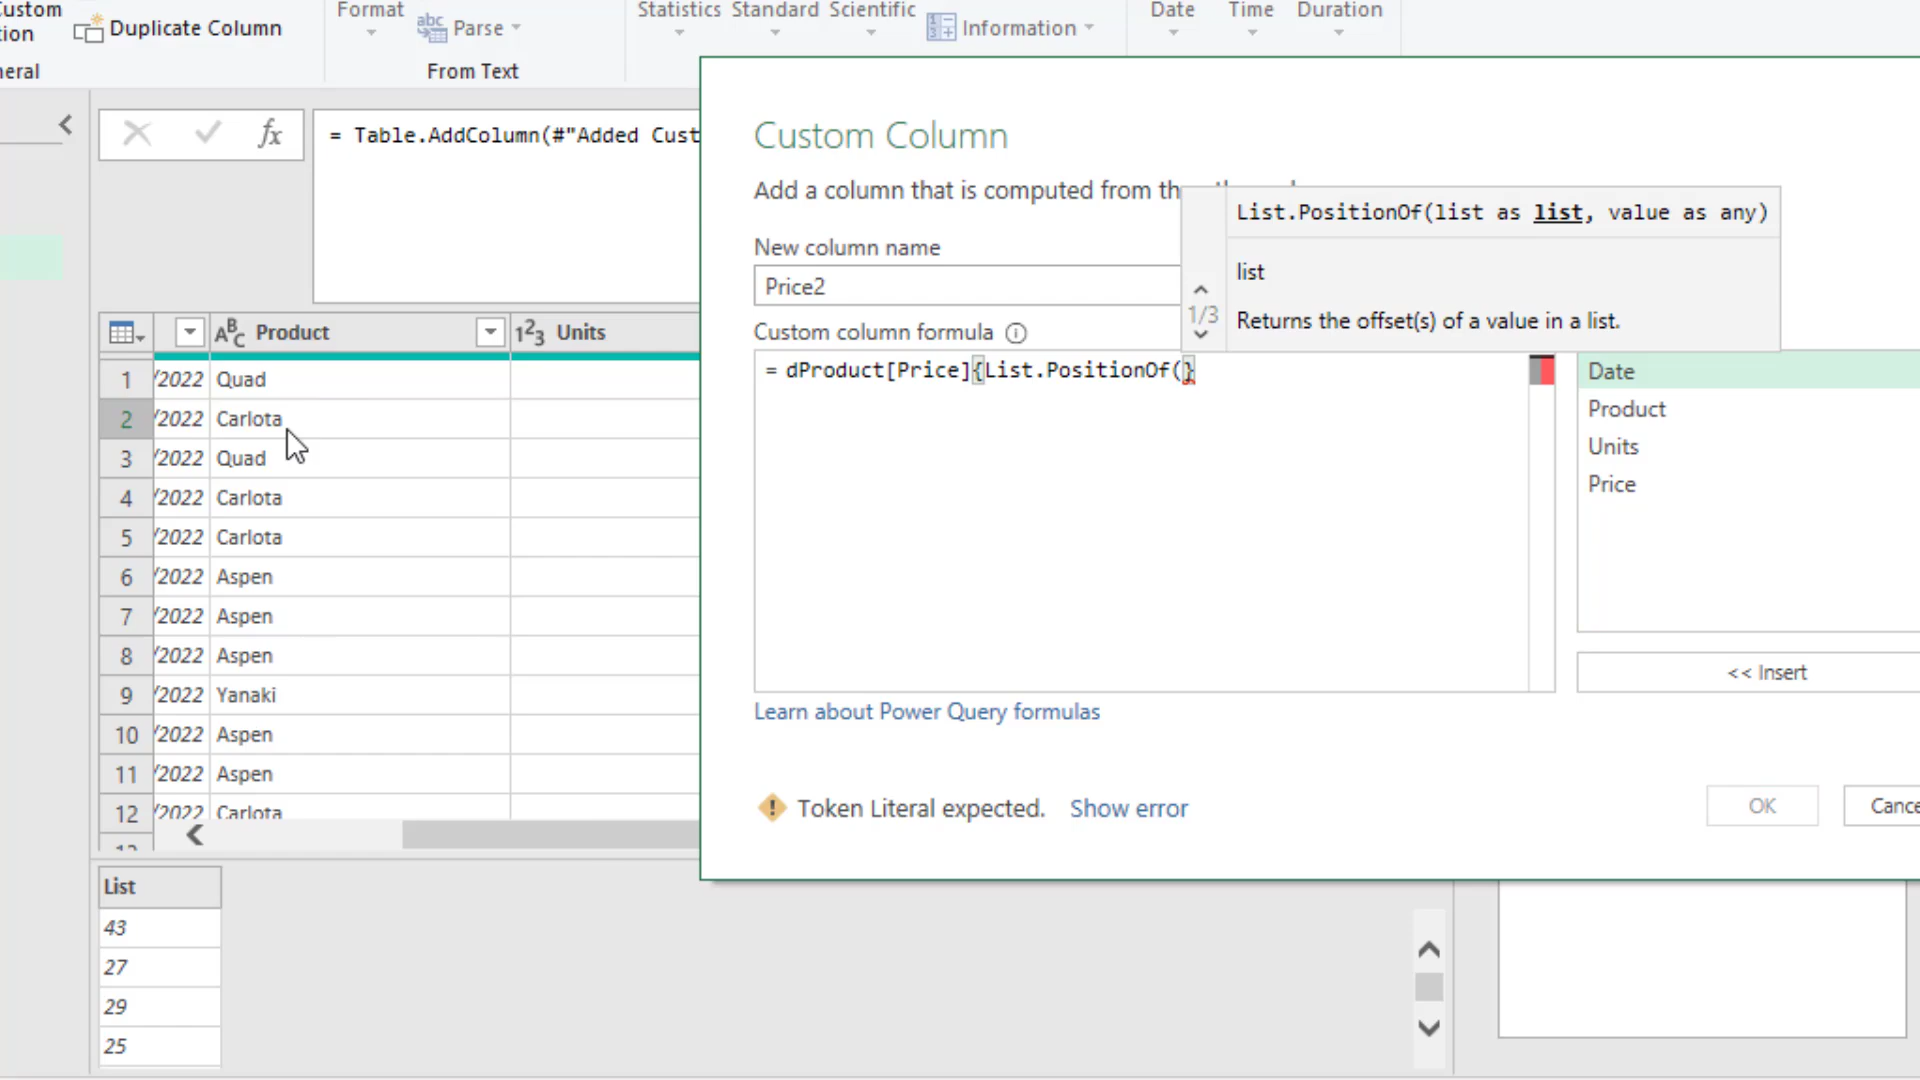 ustom
ion
Duplicate Column
neral
Format
abc
Parse
From Text
Statistics
Standard
Scientific
Information
Date
Time
Duration
fx
= Table.AddColumn(#"Added Cust
Custom Column
Add a column that is computed from th
New column name
Price2
Custom column formula
List.PositionOf(list as list, value as any)
list
1/3
Returns the offset(s) of a value in a list.
= dProduct[Price]{List.PositionOf(}
Date
Product
Units
Price
<< Insert
Learn about Power Query formulas
Token Literal expected. Show error
OK
Cance
ABC Product
123 Units
1 /2022 Quad
2 /2022 Carlota
3 /2022 Quad
4 /2022 Carlota
5 /2022 Carlota
6 /2022 Aspen
7 /2022 Aspen
8 /2022 Aspen
9 /2022 Yanaki
10 /2022 Aspen
11 /2022 Aspen
12 /2022 Carlota
List
43
27
29
25